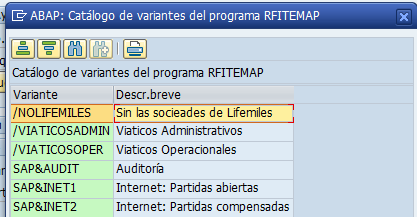 ABAP: Catálogo de variantes del programa RFITEMAP
Catálogo de variantes del programa RFITEMAP
Variante Descr.breve
/NOLIFEMILES Sin las socieades de Lifemiles
/VIATICOSADMIN Viaticos Administrativos
/VIATICOSOPER Viaticos Operacionales
SAP&AUDIT Auditoría
SAP&INET1 Internet: Partidas abiertas
SAP&INET2 Internet: Partidas compensadas